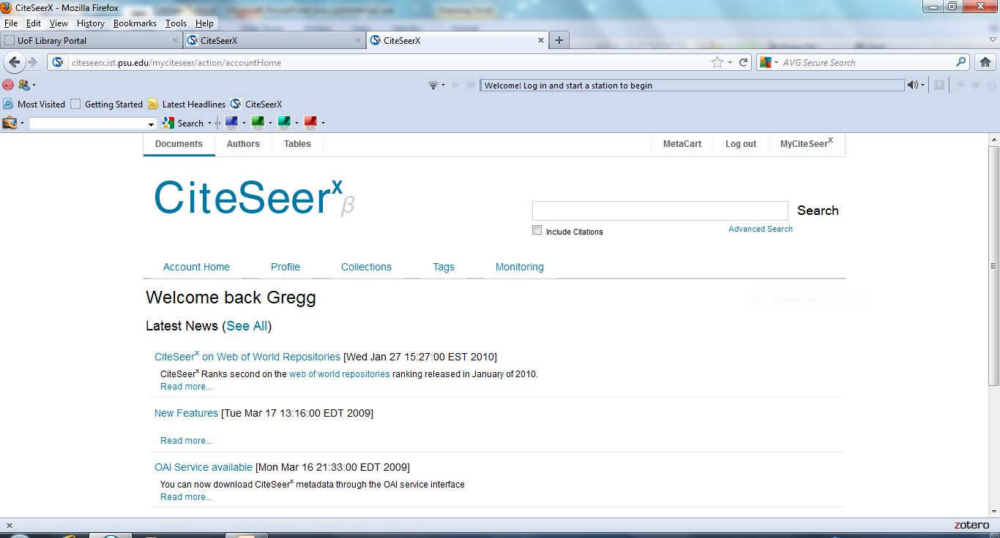 CiteSeerX - Mozilla Firefox
File Edit View History Bookmarks Tools Help
UoF Library Portal CiteSeerX CiteSeerX
citeseerx.ist.psu.edu/myciteseer/action/accountHome AVG Secure Search
Welcome! Log in and start a station to begin
Most Visited Getting Started Latest Headlines CiteSeerX
Search
Documents Authors Tables MetaCart Log out MyCiteSeerX
CiteSeerX β
Search
Include Citations Advanced Search
Account Home Profile Collections Tags Monitoring
Welcome back Gregg
Latest News (See All)
CiteSeerX on Web of World Repositories [Wed Jan 27 15:27:00 EST 2010]
CiteSeerX Ranks second on the web of world repositories ranking released in January of 2010.
Read more...
New Features [Tue Mar 17 13:16:00 EDT 2009]
Read more...
OAI Service available [Mon Mar 16 21:33:00 EDT 2009]
You can now download CiteSeerX metadata through the OAI service interface
Read more...
zotero